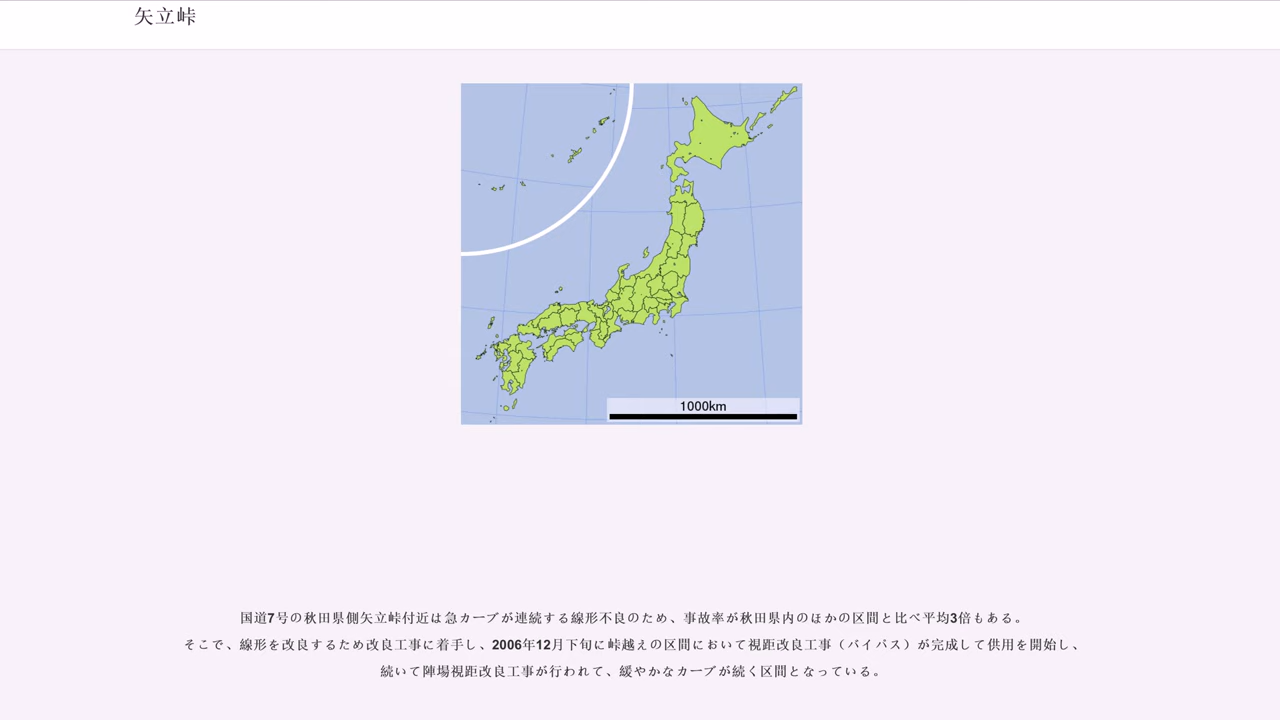 矢立峠
1000km
国道7号の秋田県側矢立峠付近は急カーブが連続する線形不良のため、事故率が秋田県内のほかの区間と比べ平均3倍もある。
そこで、線形を改良するため改良工事に着手し、2006年12月下旬に峠越えの区間において視距改良工事（バイパス）が完成して供用を開始し、
続いて陣場視距改良工事が行われて、緩やかなカーブが続く区間となっている。